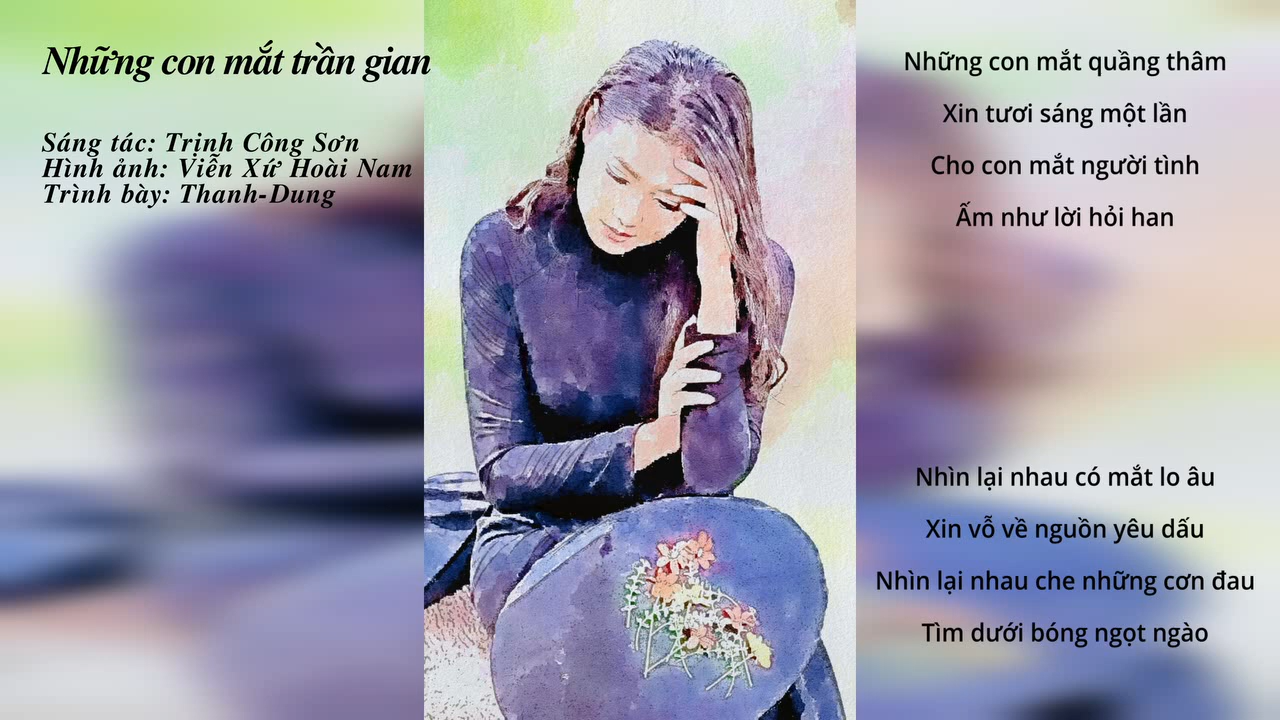 Những con mắt trần gian
Sáng tác: Trịnh Công Sơn
Hình ảnh: Viễn Xứ Hoài Nam
Trình bày: Thanh-Dung
Những con mắt quầng thâm
Xin tươi sáng một lần
Cho con mắt người tình
Ấm như lời hỏi han
Nhìn lại nhau có mắt lo âu
Xin vỗ về nguồn yêu dấu
Nhìn lại nhau che những cơn đau
Tìm dưới bóng ngọt ngào